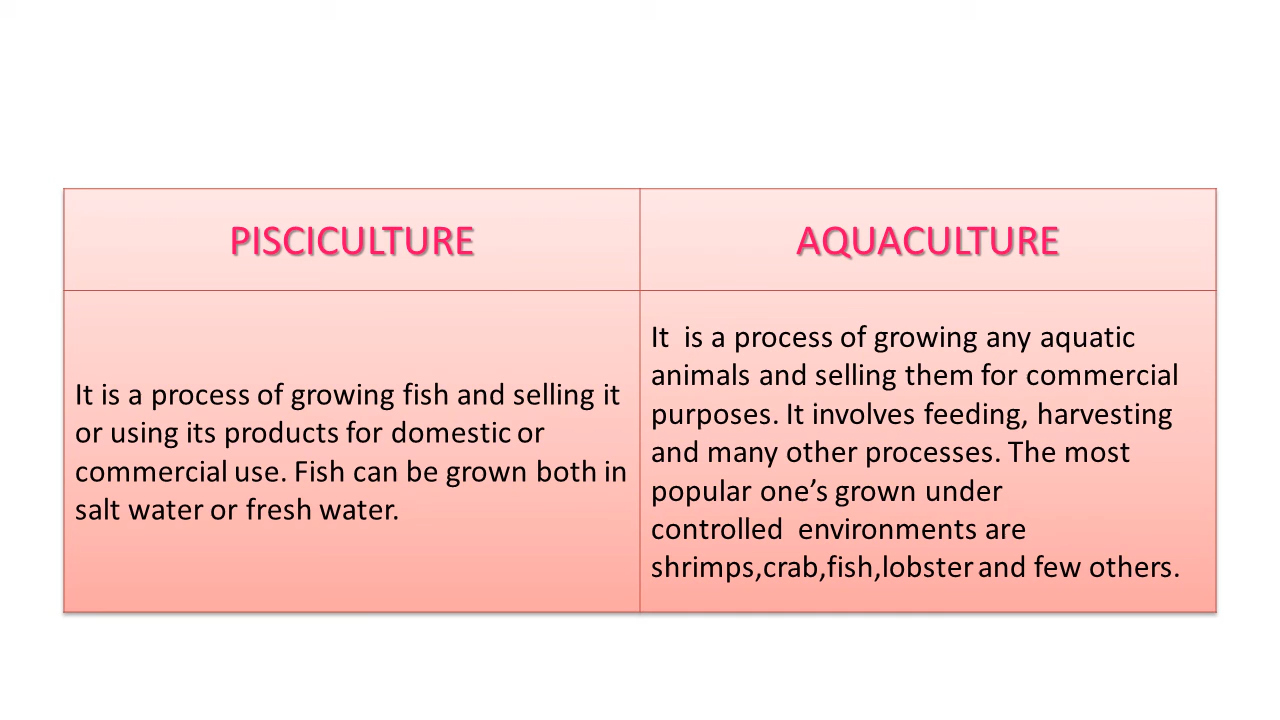 PISCICULTURE
AQUACULTURE
It is a process of growing fish and selling it
or using its products for domestic or
commercial use. Fish can be grown both in
salt water or fresh water.
It  is a process of growing any aquatic
animals and selling them for commercial
purposes. It involves feeding, harvesting
and many other processes. The most
popular one’s grown under
controlled  environments are
shrimps,crab,fish,lobster and few others.